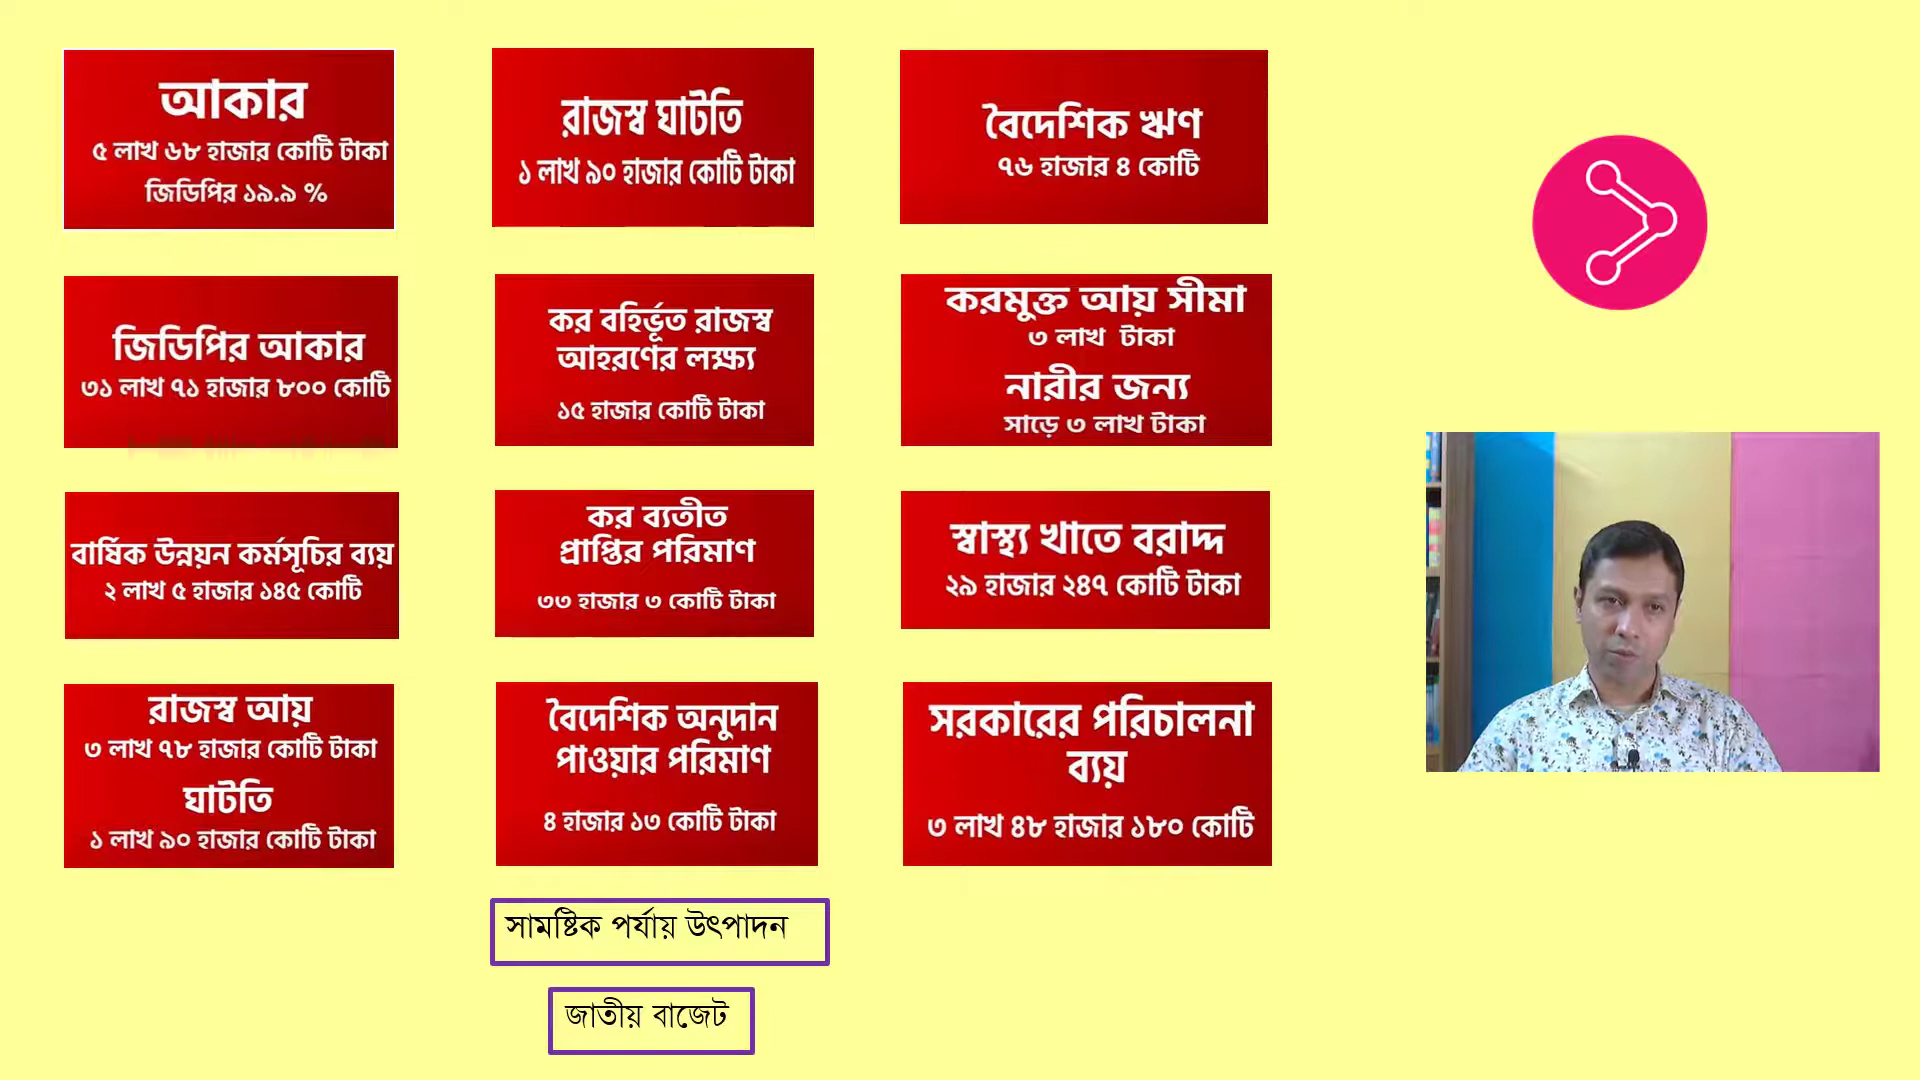 আকার
৫ লাখ ৬৮ হাজার কোটি টাকা
জিডিপির ১৯.৯ %
রাজস্ব ঘাটতি
১ লাখ ৯০ হাজার কোটি টাকা
বৈদেশিক ঋণ
৭৬ হাজার ৪ কোটি
জিডিপির আকার
৩১ লাখ ৭১ হাজার ৮০০ কোটি
কর বহির্ভূত রাজস্ব
আহরণের লক্ষ্য
১৫ হাজার কোটি টাকা
করমুক্ত আয় সীমা
৩ লাখ টাকা
নারীর জন্য
সাড়ে ৩ লাখ টাকা
বার্ষিক উন্নয়ন কর্মসূচির ব্যয়
২ লাখ ৫ হাজার ১৪৫ কোটি
কর ব্যতীত
প্রাপ্তির পরিমাণ
৩৩ হাজার ৩ কোটি টাকা
স্বাস্থ্য খাতে বরাদ্দ
২৯ হাজার ২৪৭ কোটি টাকা
রাজস্ব আয়
৩ লাখ ৭৮ হাজার কোটি টাকা
ঘাটতি
১ লাখ ৯০ হাজার কোটি টাকা
বৈদেশিক অনুদান
পাওয়ার পরিমাণ
৪ হাজার ১৩ কোটি টাকা
সরকারের পরিচালনা
ব্যয়
৩ লাখ ৪৮ হাজার ১৮০ কোটি
সামষ্টিক পর্যায় উৎপাদন
জাতীয় বাজেট